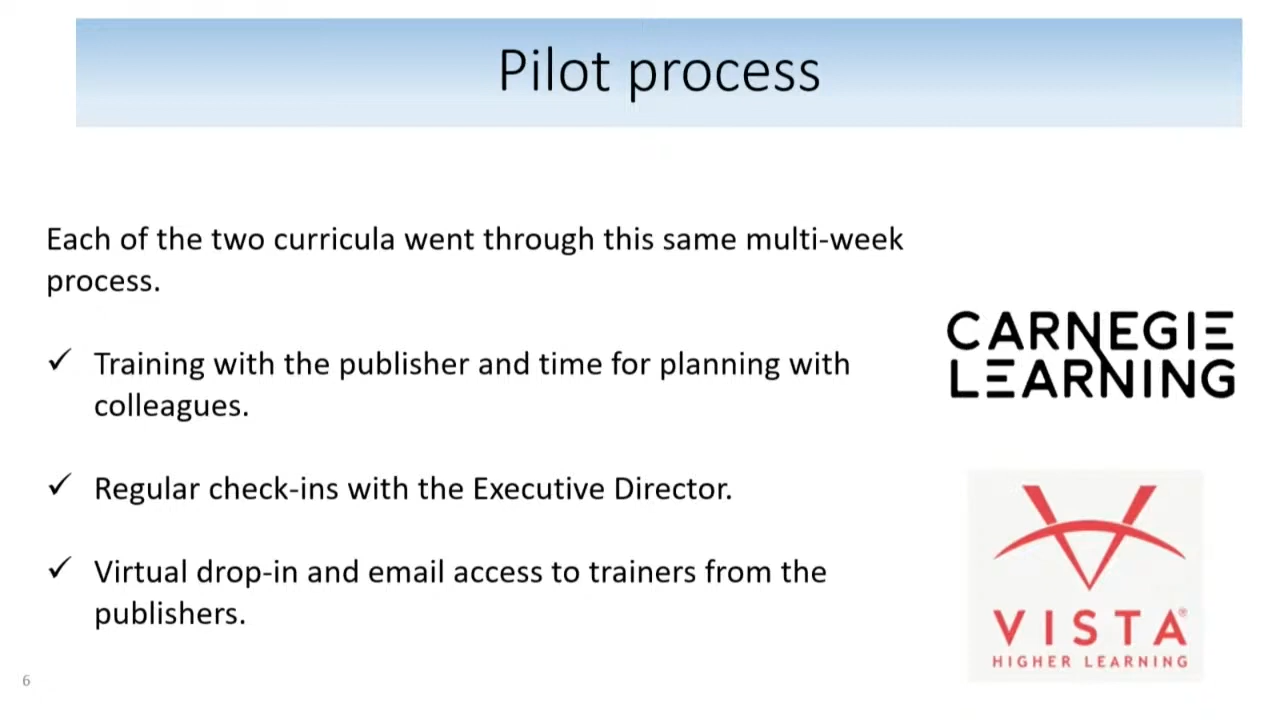 Pilot process
Each of the two curricula went through this same multi-week
process.
✓ Training with the publisher and time for planning with
colleagues.
✓ Regular check-ins with the Executive Director.
✓ Virtual drop-in and email access to trainers from the
publishers.
CARNEGIE
LEARNING
VISTA®
HIGHER LEARNING
6